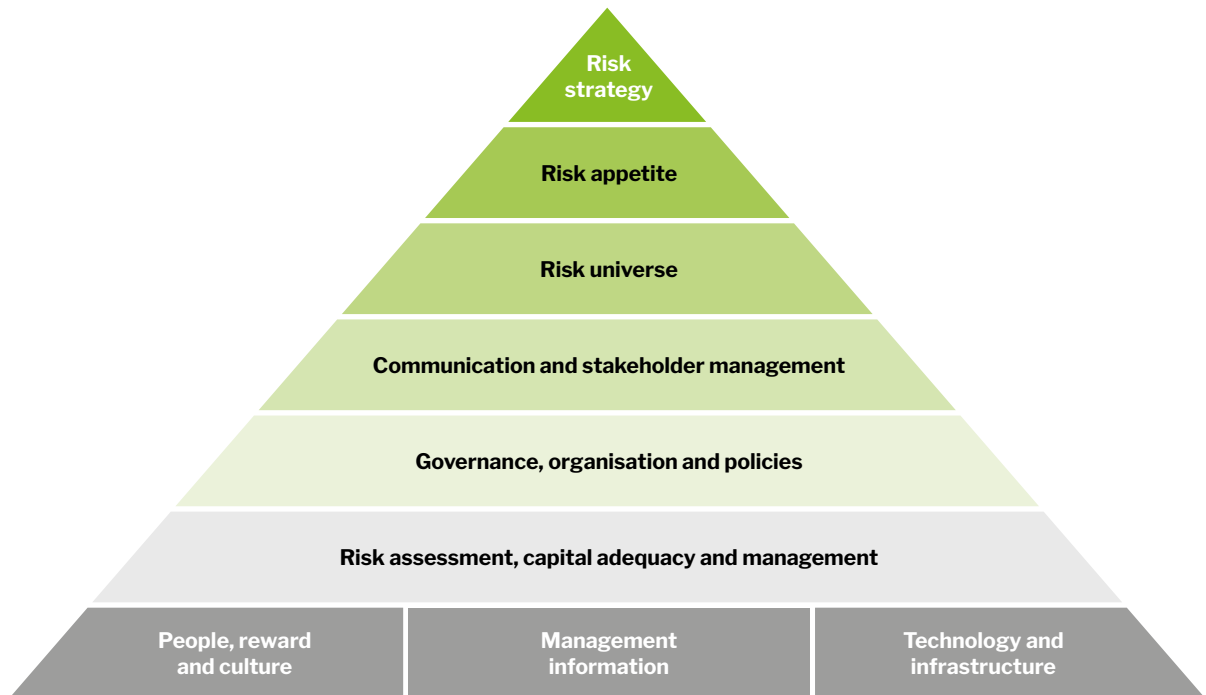 Risk
strategy
Risk appetite
Risk universe
Communication and stakeholder management
Governance, organisation and policies
Risk assessment, capital adequacy and management
People, reward
and culture
Management
information
Technology and
infrastructure